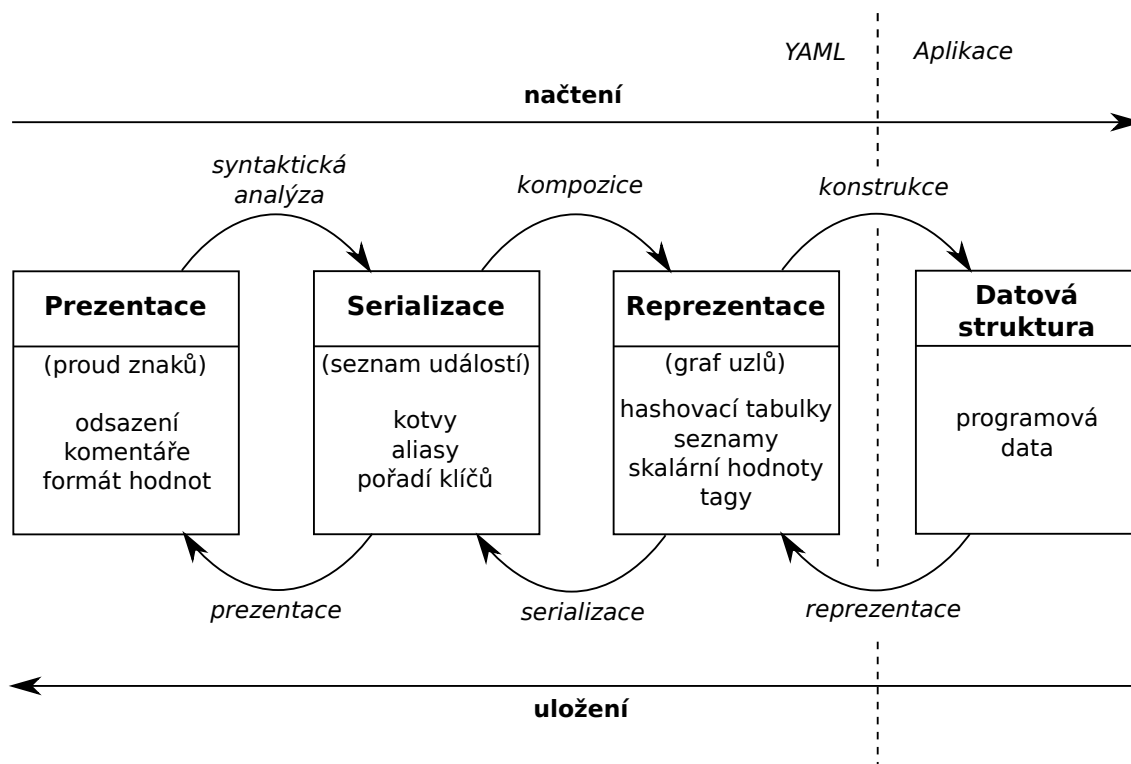 YAML
Aplikace
načtení
syntaktická
analýza
kompozice
konstrukce
Prezentace
(proud znaků)
odsazení
komentáře
formát hodnot
Serializace
(seznam událostí)
kotvy
aliasy
pořadí klíčů
Reprezentace
(graf uzlů)
hashovací tabulky
seznamy
skalární hodnoty
tagy
Datová
struktura
programová
data
prezentace
serializace
reprezentace
uložení